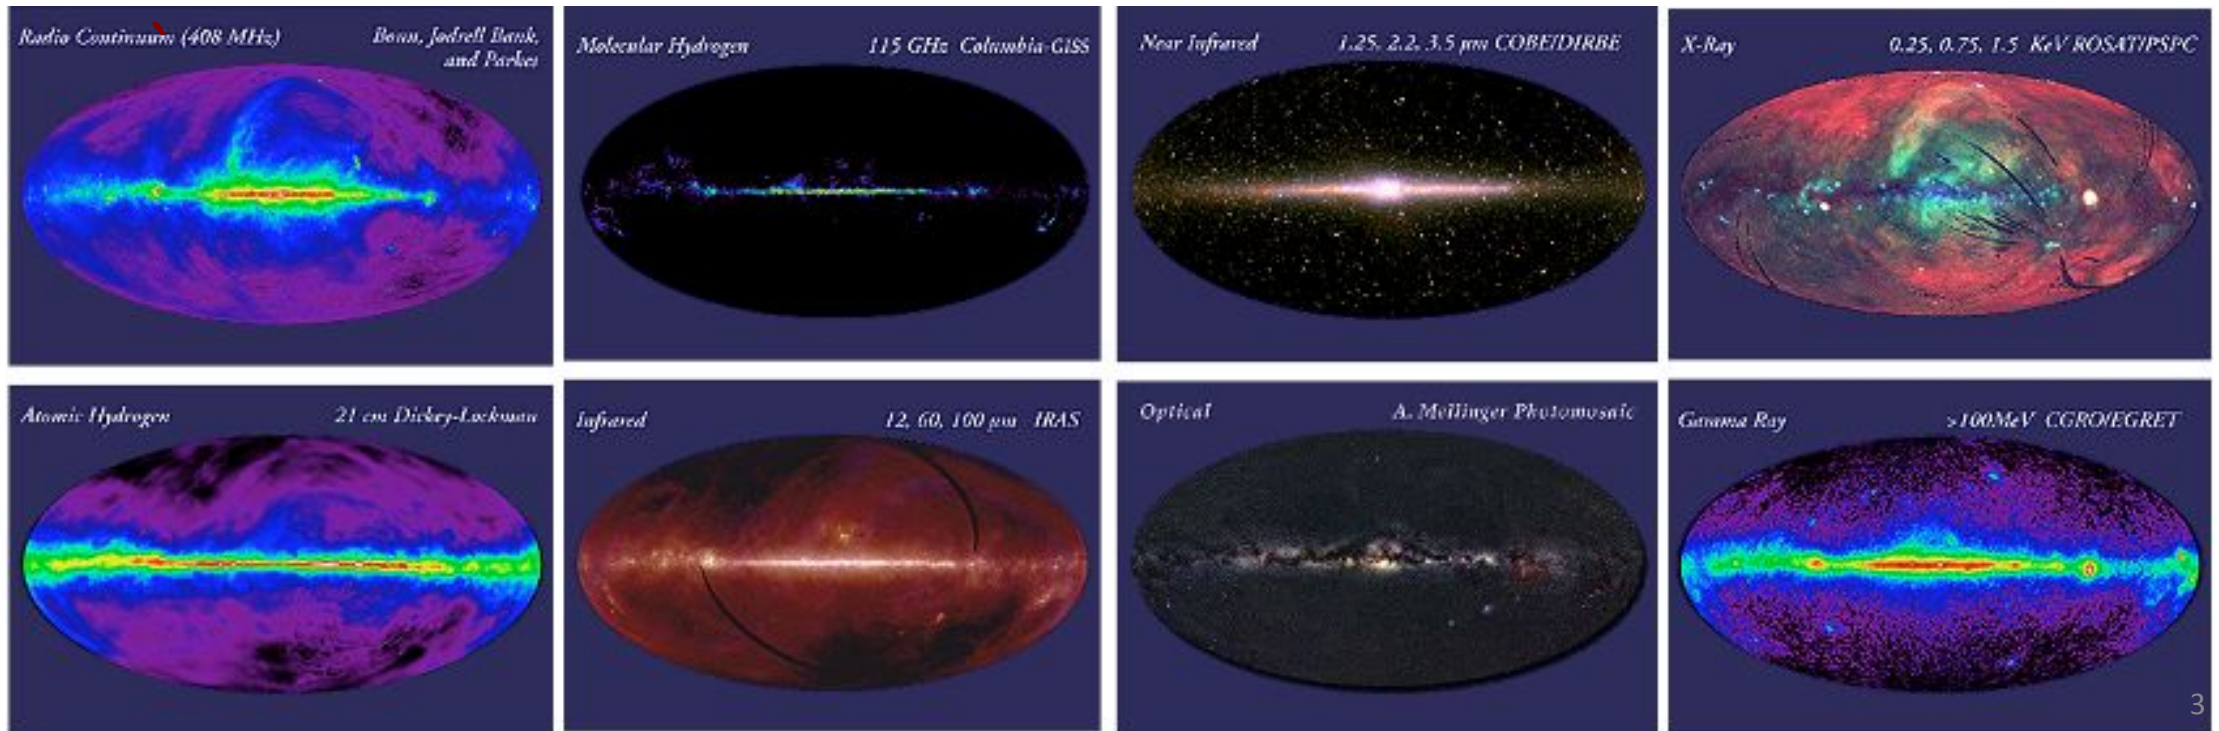 Radio Continuum (408 MHz) Bonn, Jodrell Bank,
and Parkes
Molecular Hydrogen 115 GHz Columbia-GISS
Near Infrared 1.25, 2.2, 3.5 µm COBE/DIRBE
X-Ray 0.25, 0.75, 1.5 KeV ROSAT/PSPC
Atomic Hydrogen 21 cm Dickey-Lockman
Infrared 12, 60, 100 µm IRAS
Optical A. Mellinger Photomosaic
Gamma Ray >100MeV CGRO/EGRET
3